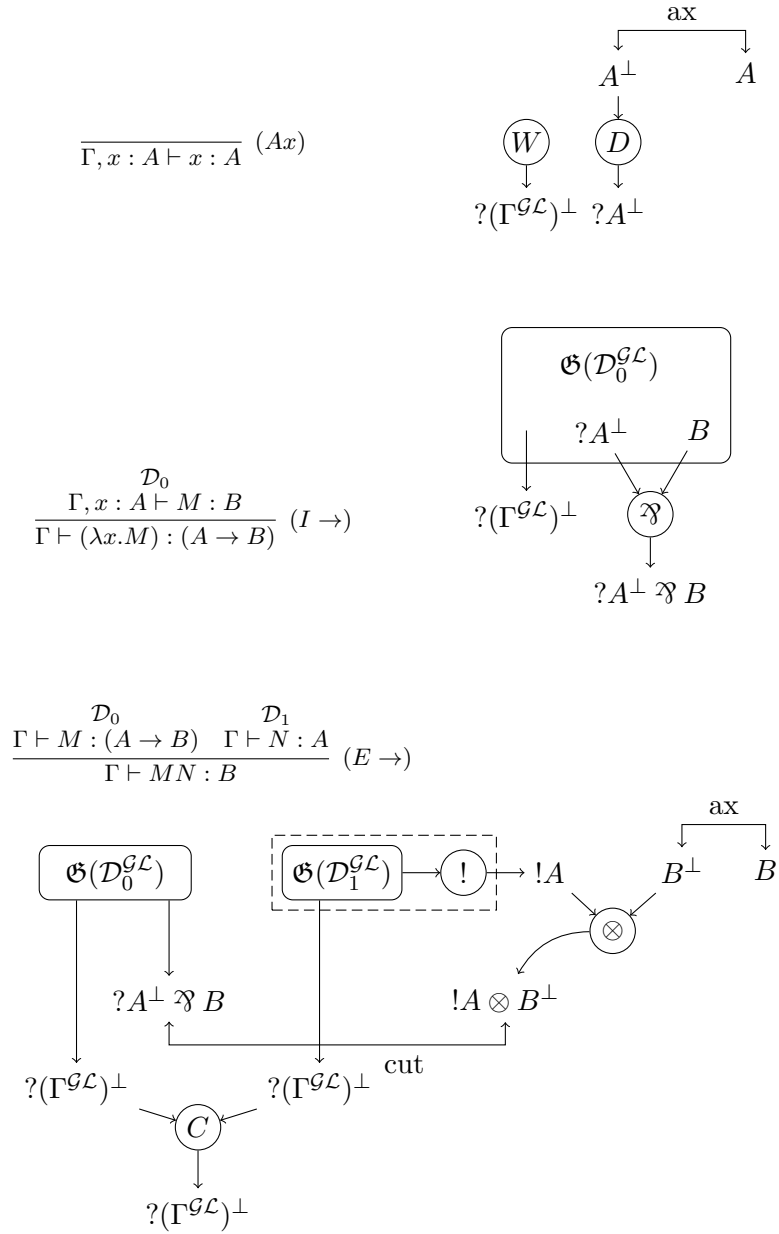 ax
A^⊥ A
Γ, x : A ⊢ x : A (Ax)
W D
?(Γ^{𝒢ℒ})^⊥ ?A^⊥
𝕲(𝒟_0^{𝒢ℒ})
?A^⊥ B
𝒟_0
Γ, x : A ⊢ M : B
Γ ⊢ (λx.M) : (A → B) (I →)
?(Γ^{𝒢ℒ})^⊥ ⅋
?A^⊥ ⅋ B
𝒟_0 𝒟_1
Γ ⊢ M : (A → B) Γ ⊢ N : A
Γ ⊢ MN : B (E →)
ax
𝕲(𝒟_0^{𝒢ℒ}) 𝕲(𝒟_1^{𝒢ℒ}) ! !A B^⊥ B
⊗
?A^⊥ ⅋ B !A ⊗ B^⊥
cut
?(Γ^{𝒢ℒ})^⊥ ?(Γ^{𝒢ℒ})^⊥
C
?(Γ^{𝒢ℒ})^⊥